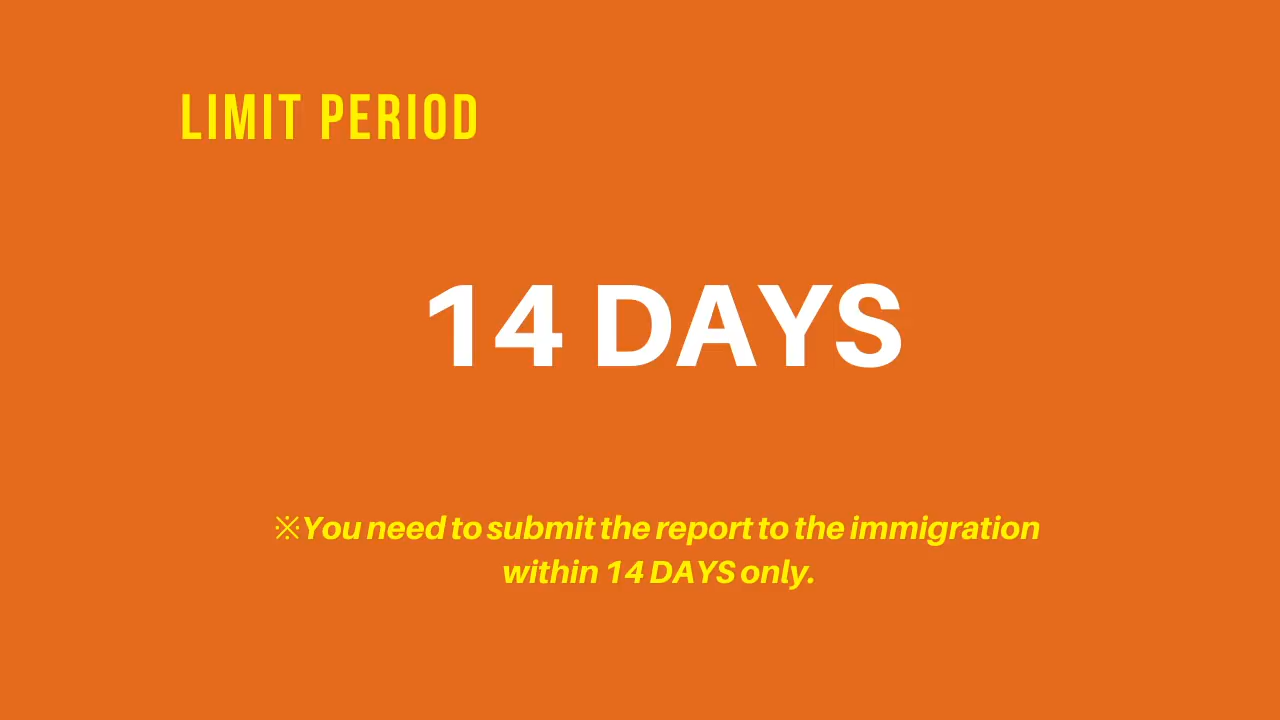 LIMIT PERIOD
14 DAYS
※You need to submit the report to the immigration
within 14 DAYS only.